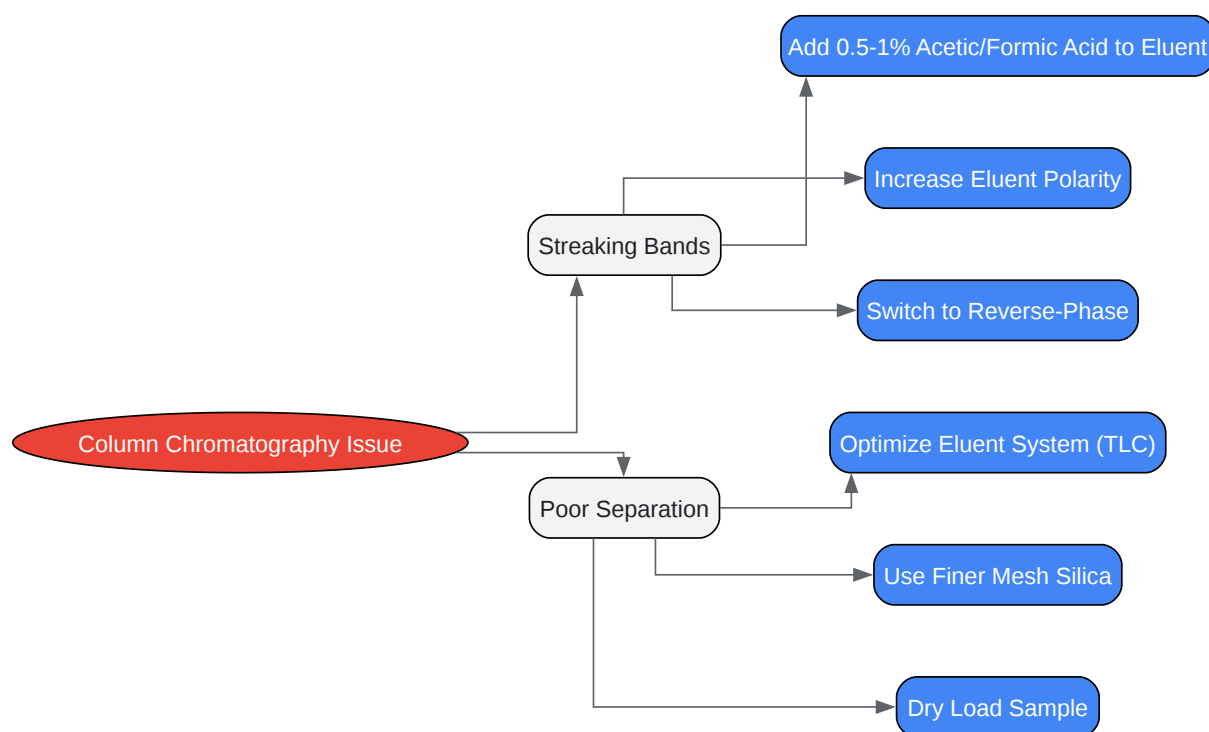 Add 0.5-1% Acetic/Formic Acid to Eluent
Increase Eluent Polarity
Streaking Bands
Switch to Reverse-Phase
Column Chromatography Issue
Optimize Eluent System (TLC)
Poor Separation
Use Finer Mesh Silica
Dry Load Sample